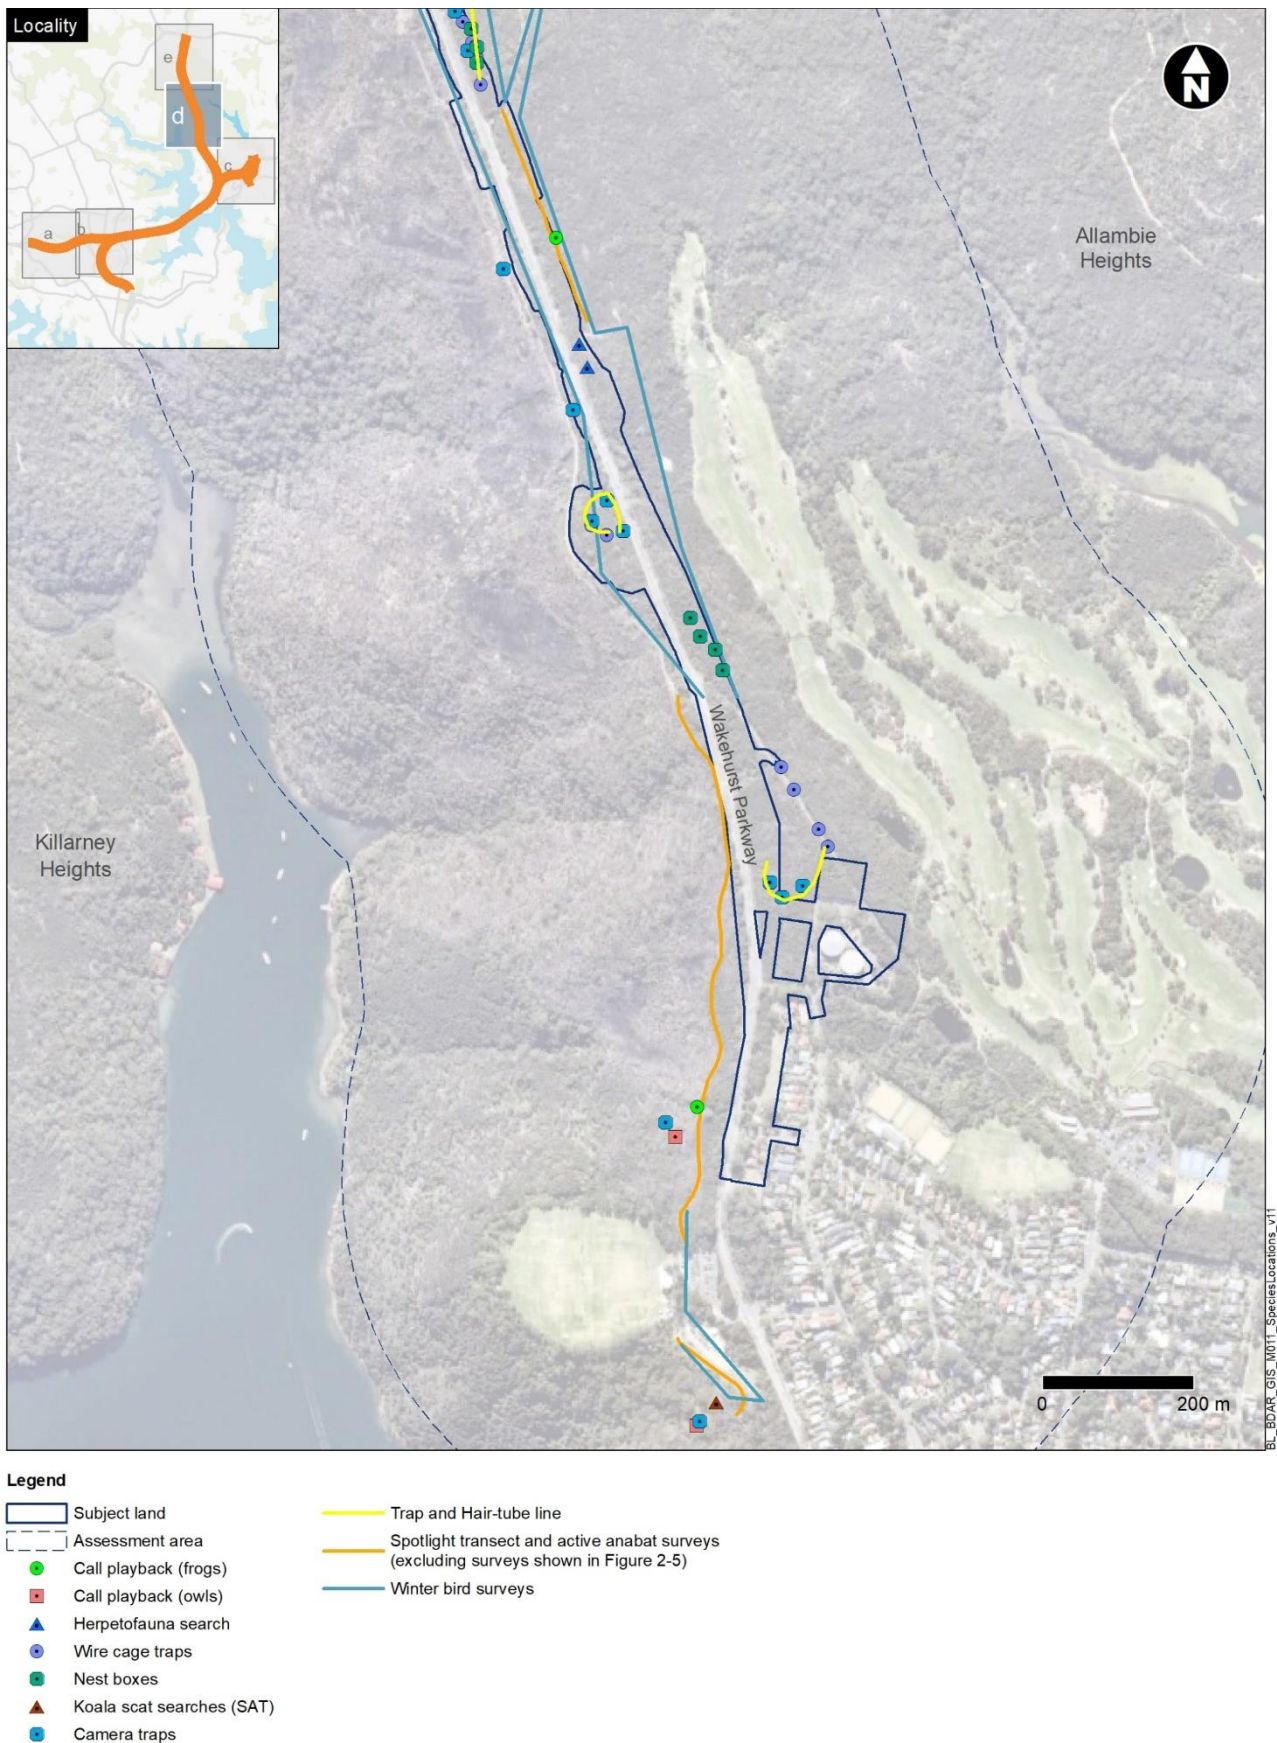 Locality
e
d
c
a
b
N
Allambie
Heights
Wakehurst Parkway
Killarney
Heights
0
200 m
BL_BDAR_GIS_M011_SpeciesLocations_v11
Legend
Subject land
Assessment area
Call playback (frogs)
Call playback (owls)
Herpetofauna search
Wire cage traps
Nest boxes
Koala scat searches (SAT)
Camera traps
Trap and Hair-tube line
Spotlight transect and active anabat surveys
(excluding surveys shown in Figure 2-5)
Winter bird surveys